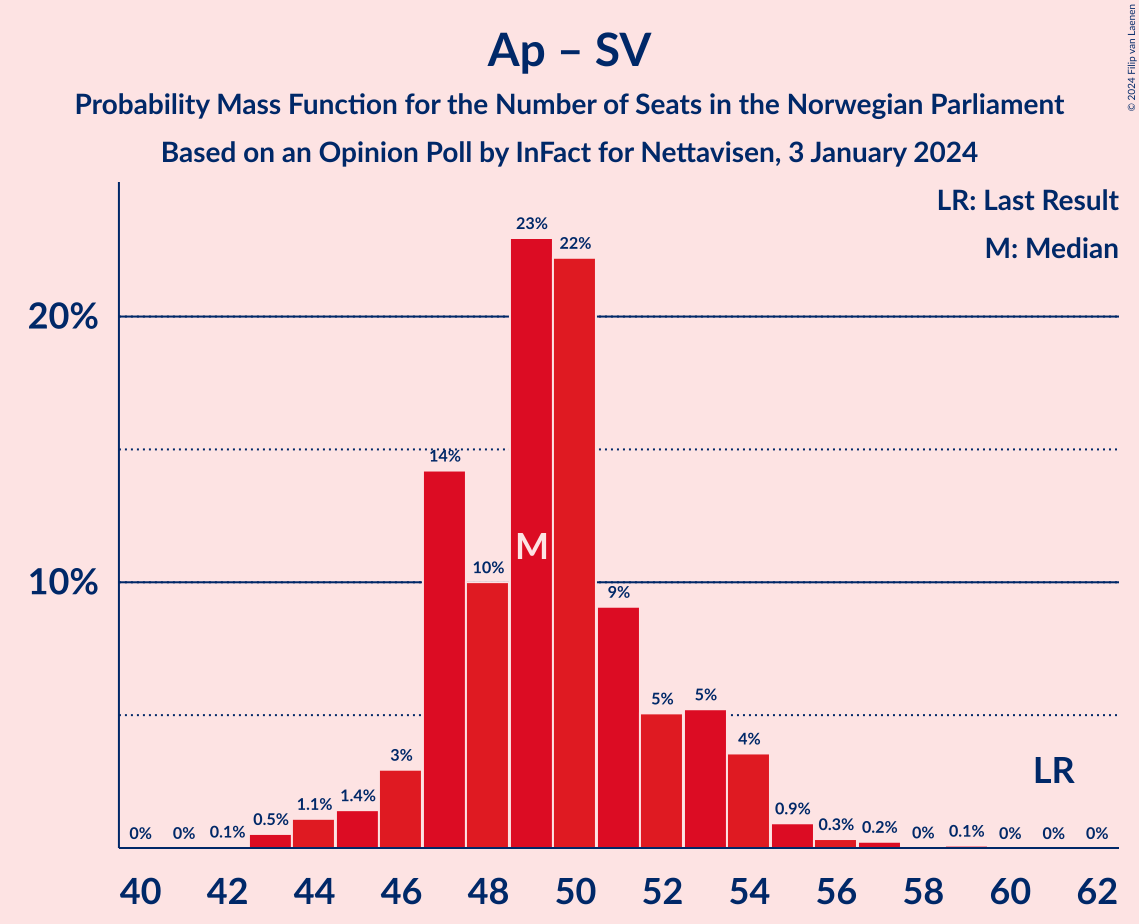 Ap – SV
Probability Mass Function for the Number of Seats in the Norwegian Parliament
Based on an Opinion Poll by InFact for Nettavisen, 3 January 2024
© 2024 Filip van Laenen
LR: Last Result
M: Median
20%
10%
0% 0% 0.1% 0.5% 1.1% 1.4% 3% 14% 10% 23% 22% 9% 5% 5% 4% 0.9% 0.3% 0.2% 0% 0.1% 0% 0% 0%
M
LR
40 42 44 46 48 50 52 54 56 58 60 62